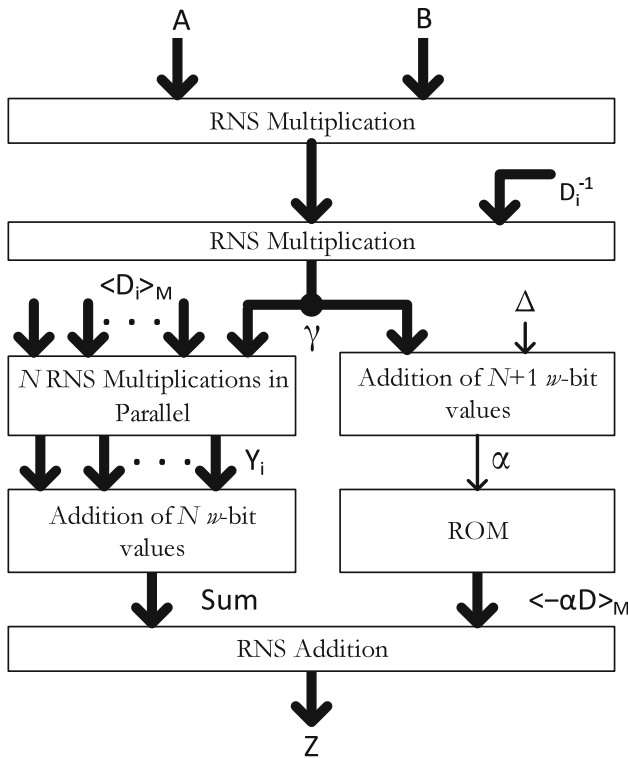 A B
RNS Multiplication
D_i^-1
RNS Multiplication
<D_i>_M
. . .
γ
Δ
N RNS Multiplications in
Parallel
Addition of N+1 w-bit
values
. . .
Y_i
α
Addition of N w-bit
values
ROM
Sum
<−αD>_M
RNS Addition
Z